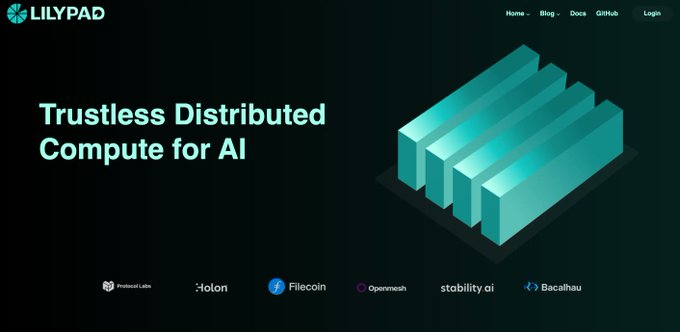 LILYPAD
Home Blog Docs GitHub Login
Trustless Distributed
Compute for AI
Protocol Labs Holon Filecoin Openmesh stability.ai Bacalhau